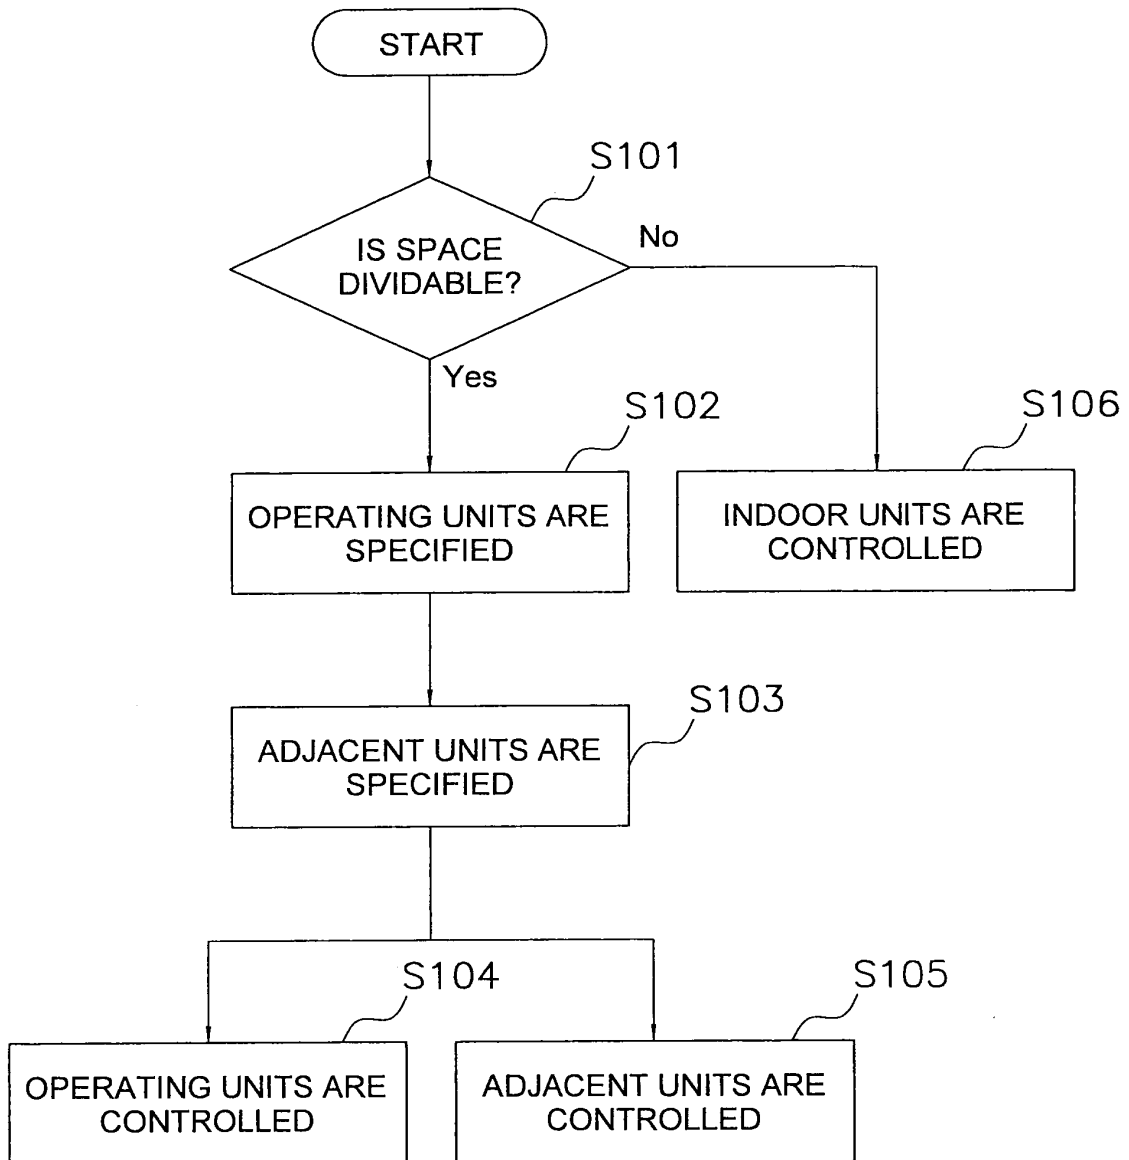 START
S101
IS SPACE
DIVIDABLE?
No
Yes
S102
OPERATING UNITS ARE
SPECIFIED
S106
INDOOR UNITS ARE
CONTROLLED
S103
ADJACENT UNITS ARE
SPECIFIED
S104
OPERATING UNITS ARE
CONTROLLED
S105
ADJACENT UNITS ARE
CONTROLLED